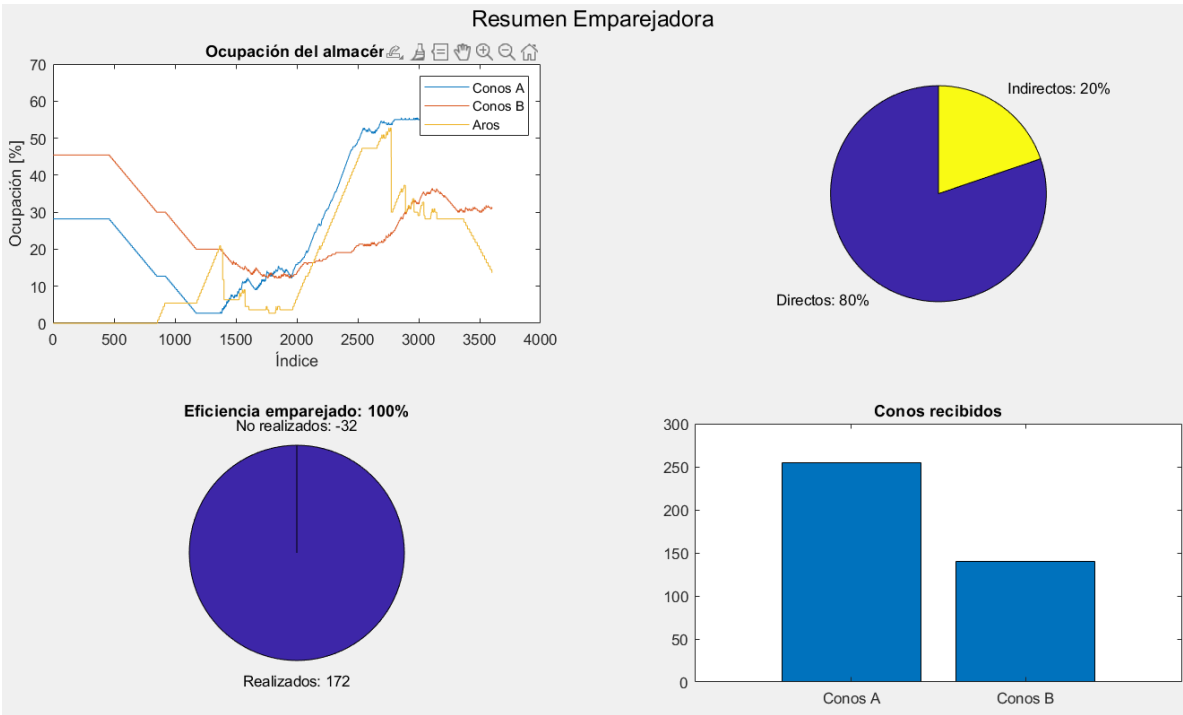 Resumen Emparejadora
Ocupación del almacér
70
60
50
40
30
20
10
0
Ocupación [%]
0 500 1000 1500 2000 2500 3000 3500 4000
Índice
Conos A
Conos B
Aros
Indirectos: 20%
Directos: 80%
Eficiencia emparejado: 100%
No realizados: -32
Realizados: 172
Conos recibidos
300
250
200
150
100
50
0
Conos A Conos B